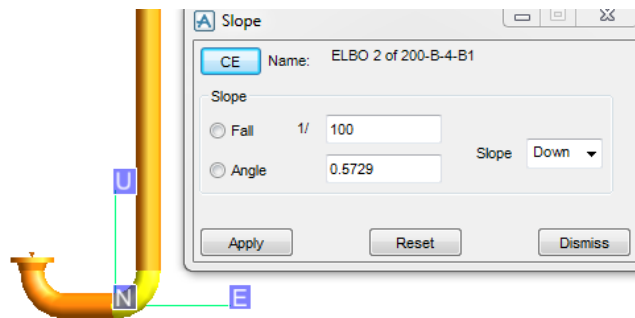 Slope
CE Name: ELBO 2 of 200-B-4-B1
Slope
Fall 1/ 100
Slope Down
Angle 0.5729
Apply Reset Dismiss
U
N E